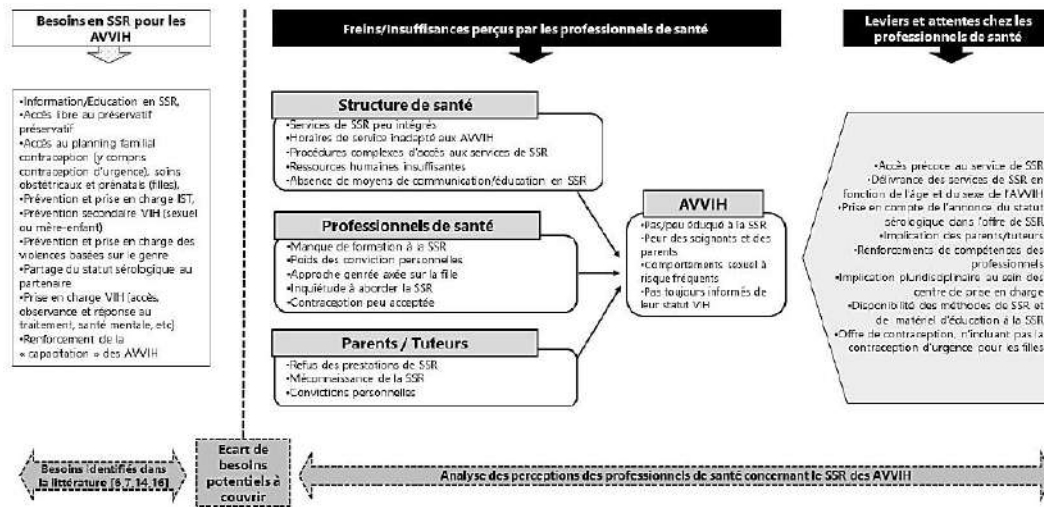 Besoins en SSR pour les
AVVIH
•Information/Education en SSR,
•Accès libre au préservatif
préservatif
•Accès au planning familial
contraception (y compris
contraception d'urgence), soins
obstétricaux et prénatals (filles),
•Prévention et prise en charge IST,
•Prévention secondaire VIH (sexuel
ou mère-enfant)
•Prévention et prise en charge des
violences basées sur le genre
•Partage du statut sérologique au
partenaire
•Prise en charge VIH (accès,
observance et réponse au
traitement, santé mentale, etc)
•Renforcement de la
« capacitation » des AVVIH
Freins/Insuffisances perçus par les professionnels de santé
Structure de santé
•Services de SSR peu intégrés
•Horaires de service inadapté aux AVVIH
•Procédures complexes d'accès aux services de SSR
•Ressources humaines insuffisantes
•Absence de moyens de communication/éducation en SSR
Professionnels de santé
•Manque de formation à la SSR
•Poids des conviction personnelles
•Approche genrée axée sur la fille
•Inquiétude à aborder la SSR
•Contraception peu acceptée
Parents / Tuteurs
•Refus des prestations de SSR
•Méconnaissance de la SSR
•Convictions personnelles
AVVIH
•Pas/peu éduqué à la SSR
•Peur des soignants et des
parents
•Comportements sexuel à
risque fréquents
•Pas toujours informés de
leur statut VIH
Leviers et attentes chez les
professionnels de santé
•Accès précoce au service de SSR
•Délivrance des services de SSR en
fonction de l'âge et du sexe de l'AVVIH
•Prise en compte de l'annonce du statut
sérologique dans l'offre de SSR
•Implication des parents/tuteurs
•Renforcements de compétences des
professionnels
•Implication pluridisciplinaire au sein des
centre de prise en charge
•Disponibilité des méthodes de SSR et
de matériel d'éducation à la SSR
•Offre de contraception, n'incluant pas la
contraception d'urgence pour les filles
Besoins identifiés dans
la littérature [6,7,14,16]
Ecart de
besoins
potentiels à
couvrir
Analyse des perceptions des professionnels de santé concernant le SSR des AVVIH